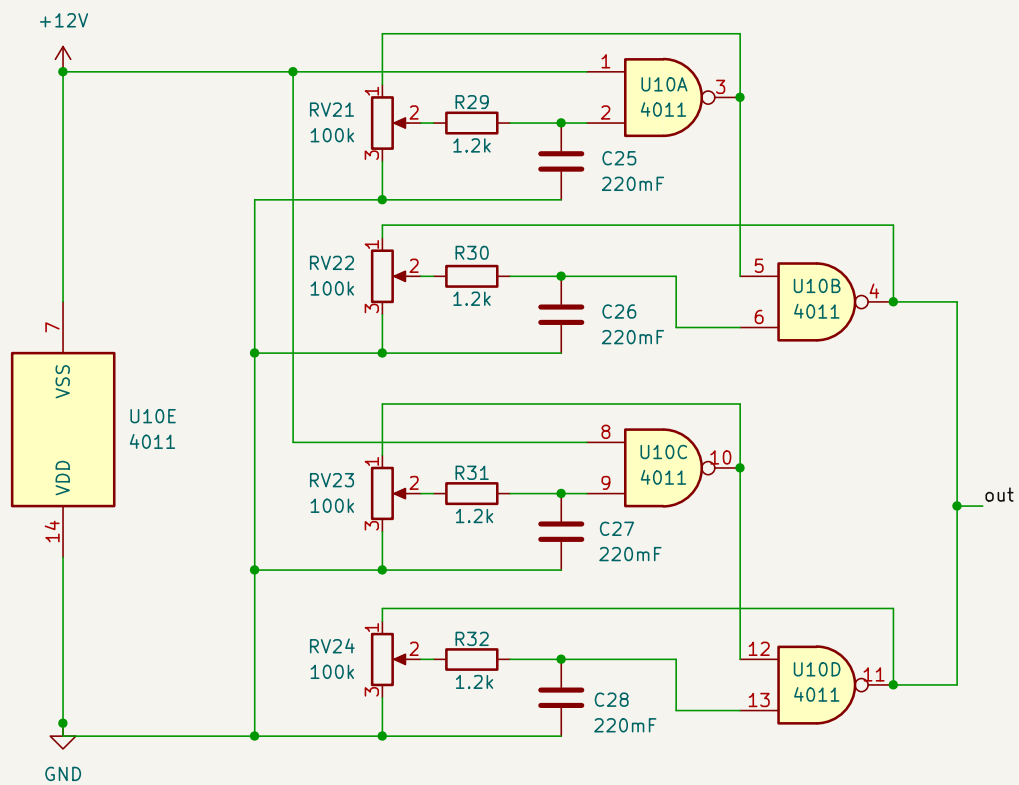 +12V
1
U10A
4011
3
RV21
100k
1
2
3
R29
1.2k
2
C25
220mF
RV22
100k
1
2
3
R30
1.2k
C26
220mF
5
U10B
4011
4
6
7
VSS
VDD
14
U10E
4011
8
U10C
4011
10
RV23
100k
1
2
3
R31
1.2k
9
C27
220mF
out
RV24
100k
1
2
3
R32
1.2k
C28
220mF
12
U10D
4011
11
13
GND